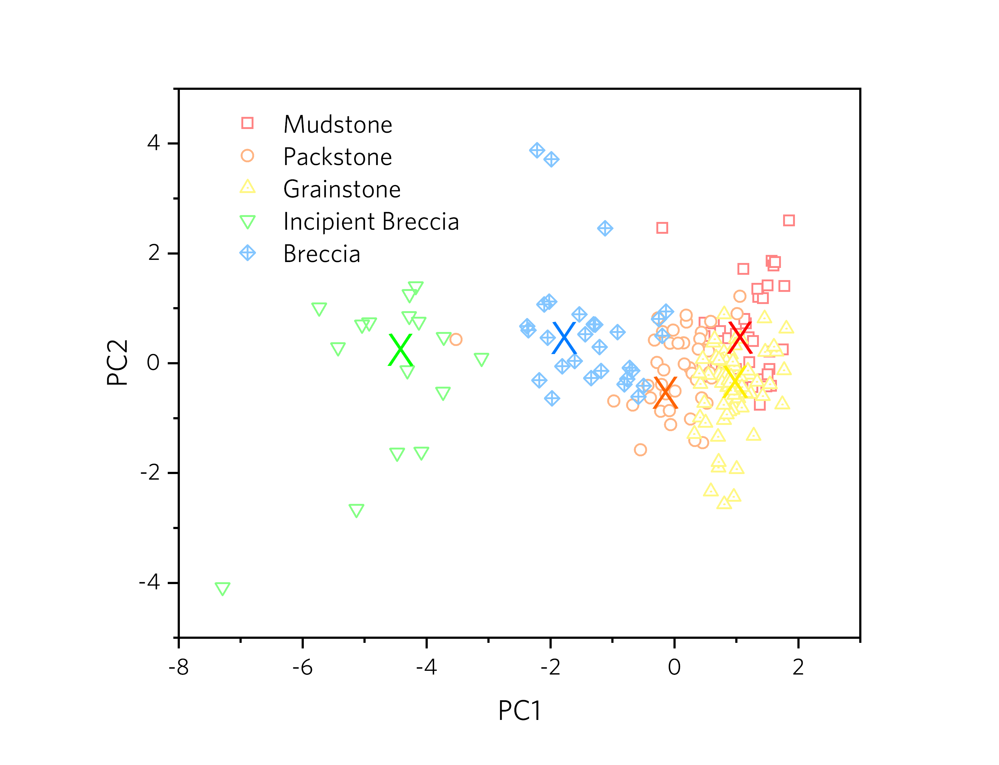 Mudstone
Packstone
Grainstone
Incipient Breccia
Breccia
4
2
0
-2
-4
PC2
-8
-6
-4
-2
0
2
PC1